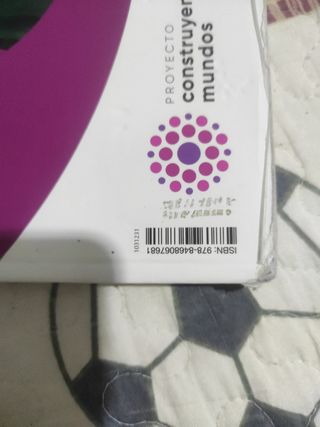 PROYECTO
construyen
mundos
1031231
ISBN: 978-8468067681